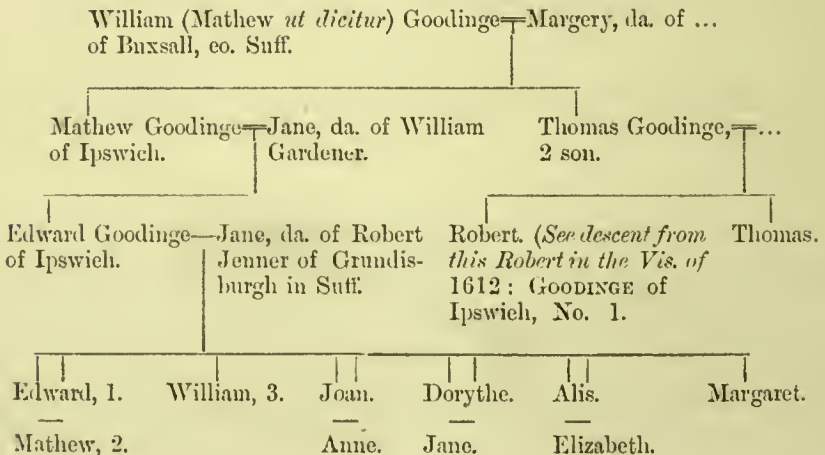 William (Mathew ut dicitur) Goodinge Margery, da. of ...
of Buxsall, co. Suff.
Mathew Goodinge Jane, da. of William Thomas Goodinge, ...
of Ipswich. Gardener. 2 son.
Edward Goodinge—Jane, da. of Robert Robert. (See descent from Thomas.
of Ipswich. Jenner of Grundis- this Robert in the Vis. of
burgh in Suff. 1612: GOODINGE of
Ipswich, No. 1.
Edward, 1. William, 3. Joan. Dorythe. Alis. Margaret.
Mathew, 2. Anne. Jane. Elizabeth.